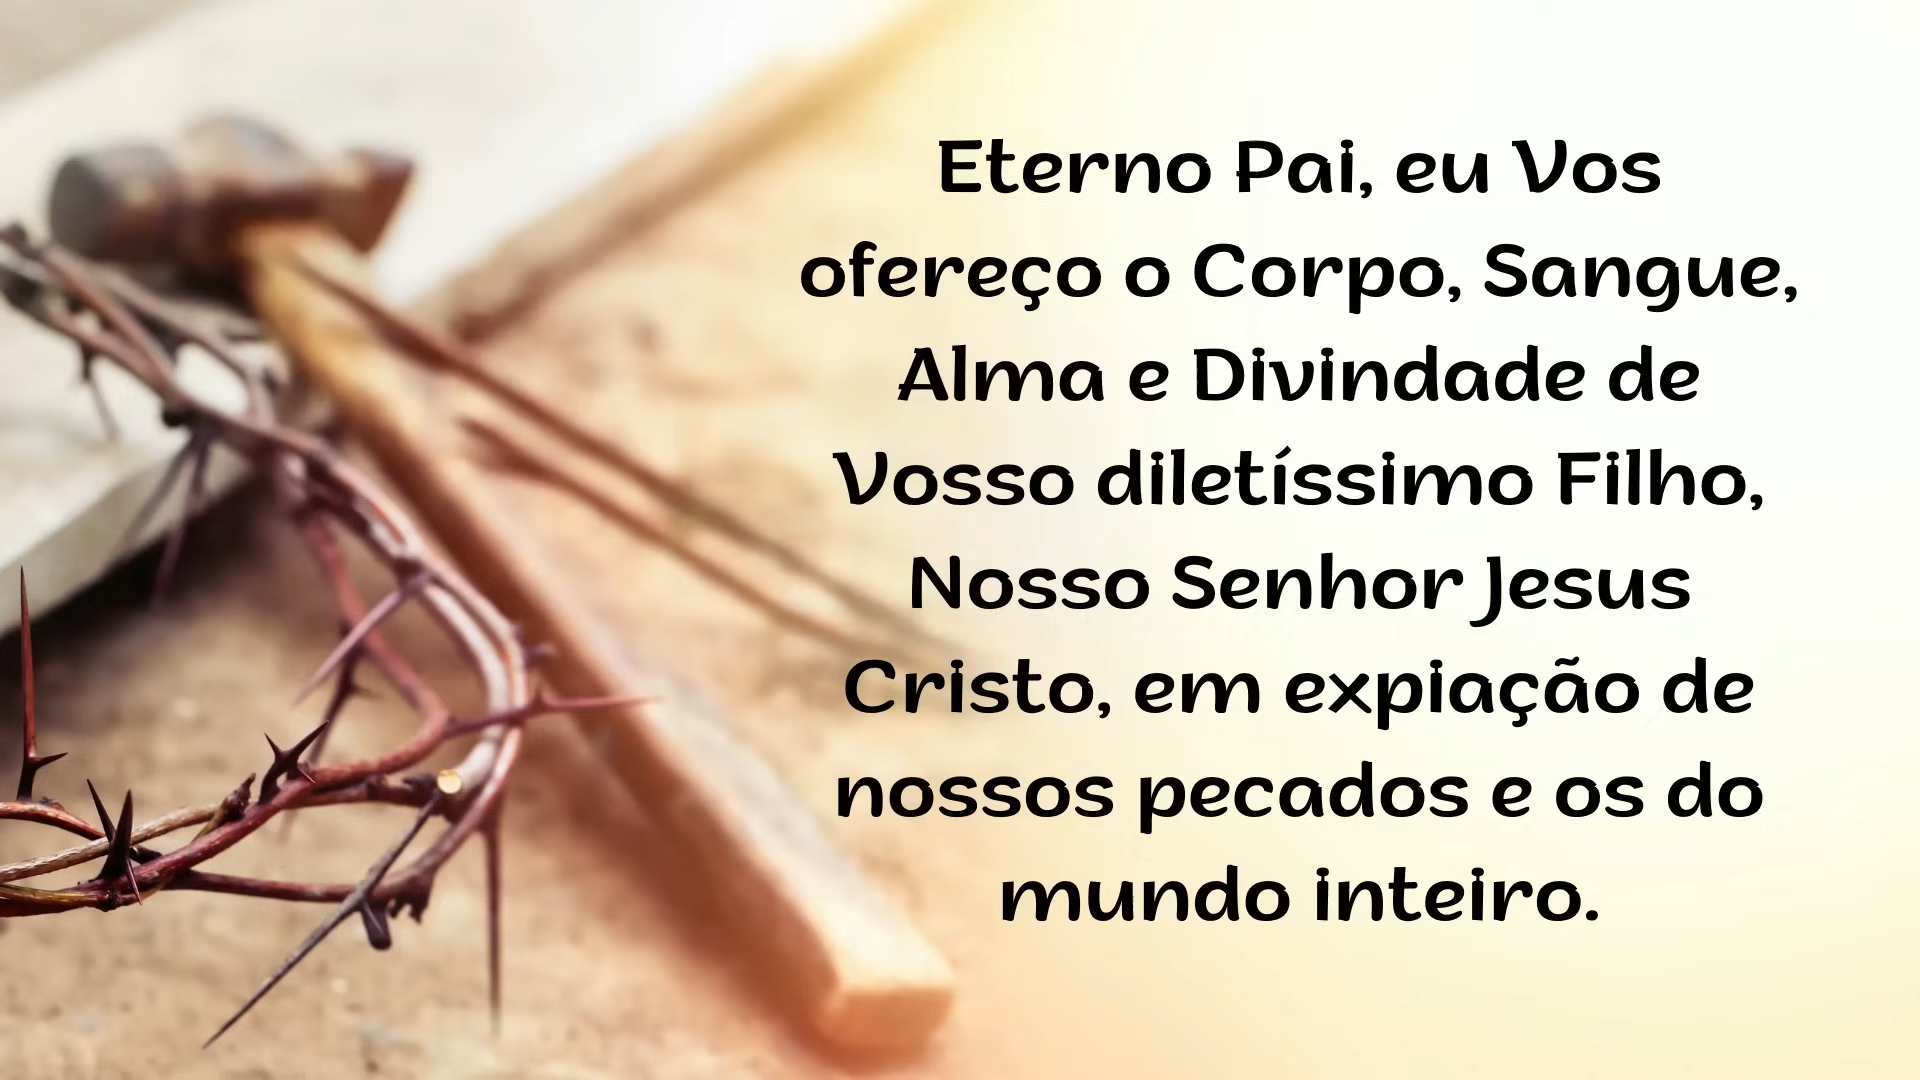 Eterno Pai, eu Vos
ofereço o Corpo, Sangue,
Alma e Divindade de
Vosso diletíssimo Filho,
Nosso Senhor Jesus
Cristo, em expiação de
nossos pecados e os do
mundo inteiro.